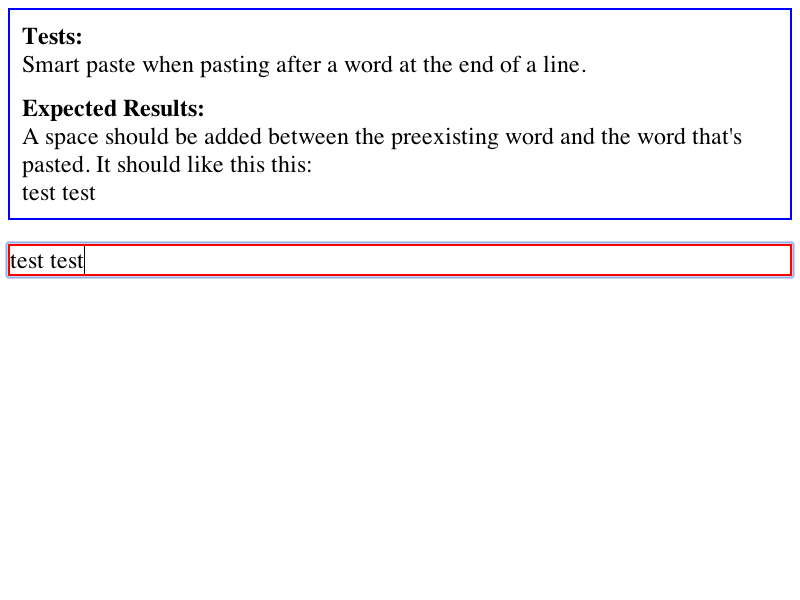 Tests:
Smart paste when pasting after a word at the end of a line.
Expected Results:
A space should be added between the preexisting word and the word that's
pasted. It should like this this:
test test
test test